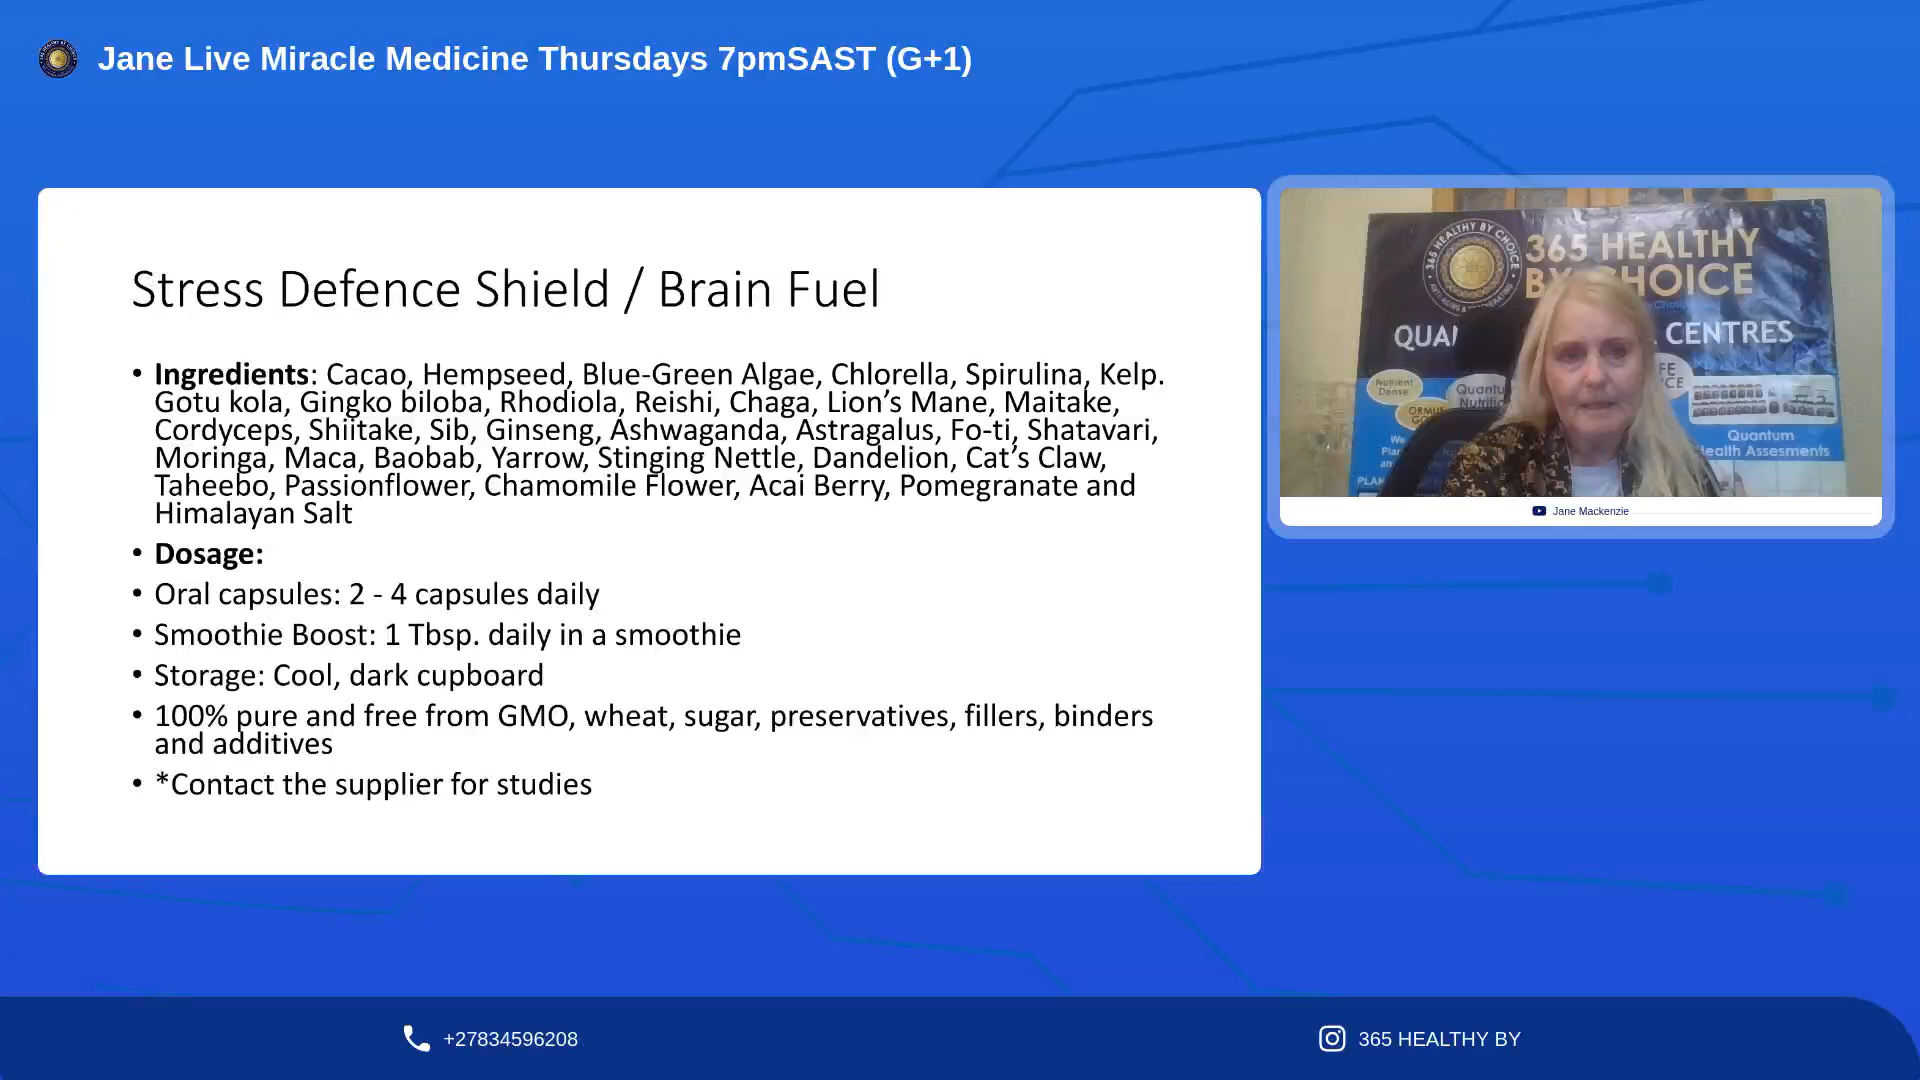 Jane Live Miracle Medicine Thursdays 7pmSAST (G+1)
Stress Defence Shield / Brain Fuel
• Ingredients: Cacao, Hempseed, Blue-Green Algae, Chlorella, Spirulina, Kelp.
Gotu kola, Gingko biloba, Rhodiola, Reishi, Chaga, Lion's Mane, Maitake,
Cordyceps, Shiitake, Sib, Ginseng, Ashwaganda, Astragalus, Fo-ti, Shatavari,
Moringa, Maca, Baobab, Yarrow, Stinging Nettle, Dandelion, Cat's Claw,
Taheebo, Passionflower, Chamomile Flower, Acai Berry, Pomegranate and
Himalayan Salt
• Dosage:
• Oral capsules: 2 - 4 capsules daily
• Smoothie Boost: 1 Tbsp. daily in a smoothie
• Storage: Cool, dark cupboard
• 100% pure and free from GMO, wheat, sugar, preservatives, fillers, binders
and additives
• *Contact the supplier for studies
365 HEALTHY BY CHOICE
365 HEALTHY
CHOICE
CENTRES
Nutrient
Dense
Quantum
Health Assesments
Jane Mackenzie
+27834596208
365 HEALTHY BY